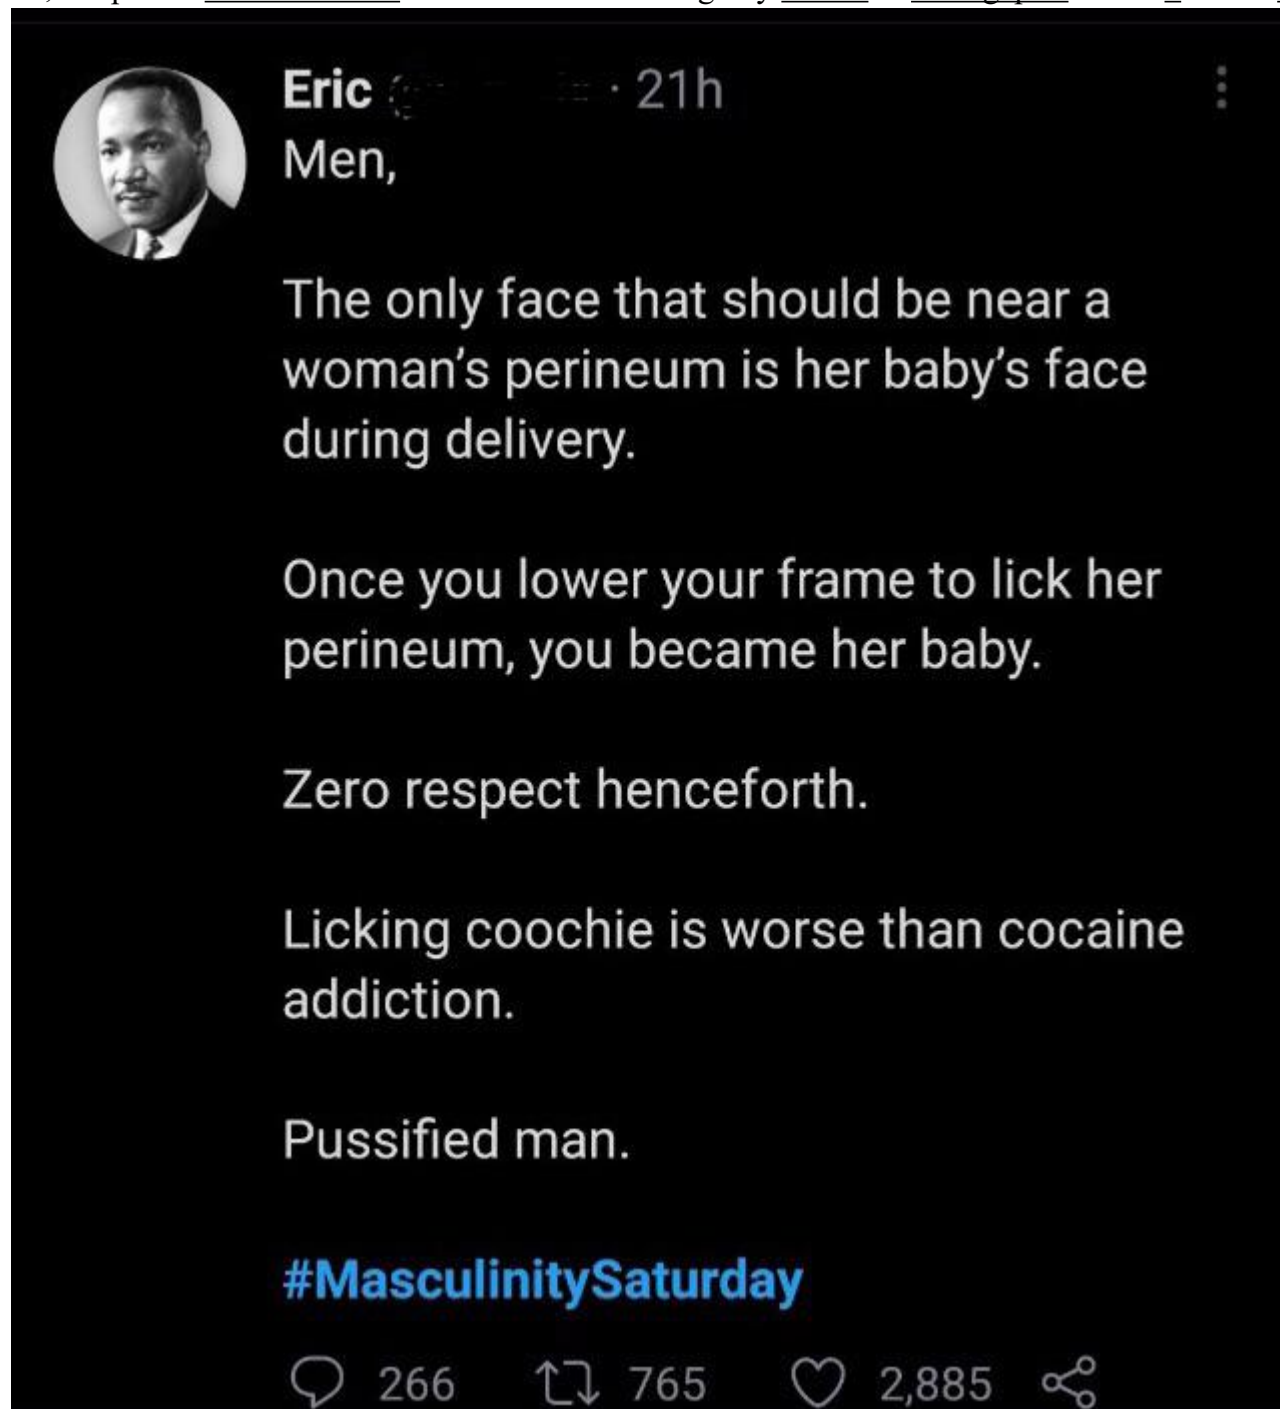 Eric · 21h
Men,
The only face that should be near a
woman's perineum is her baby's face
during delivery.
Once you lower your frame to lick her
perineum, you became her baby.
Zero respect henceforth.
Licking coochie is worse than cocaine
addiction.
Pussified man.
#MasculinitySaturday
266 765 2,885